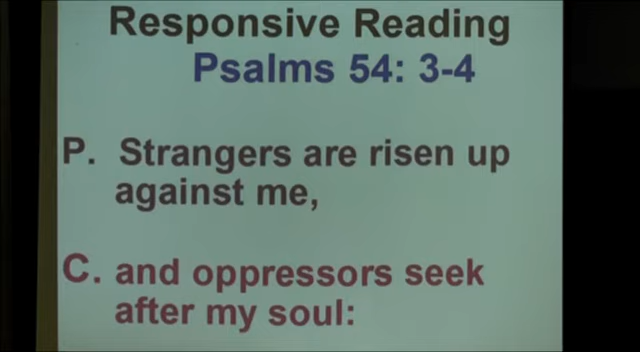 Responsive Reading
Psalms 54: 3-4
P. Strangers are risen up
against me,
C. and oppressors seek
after my soul: